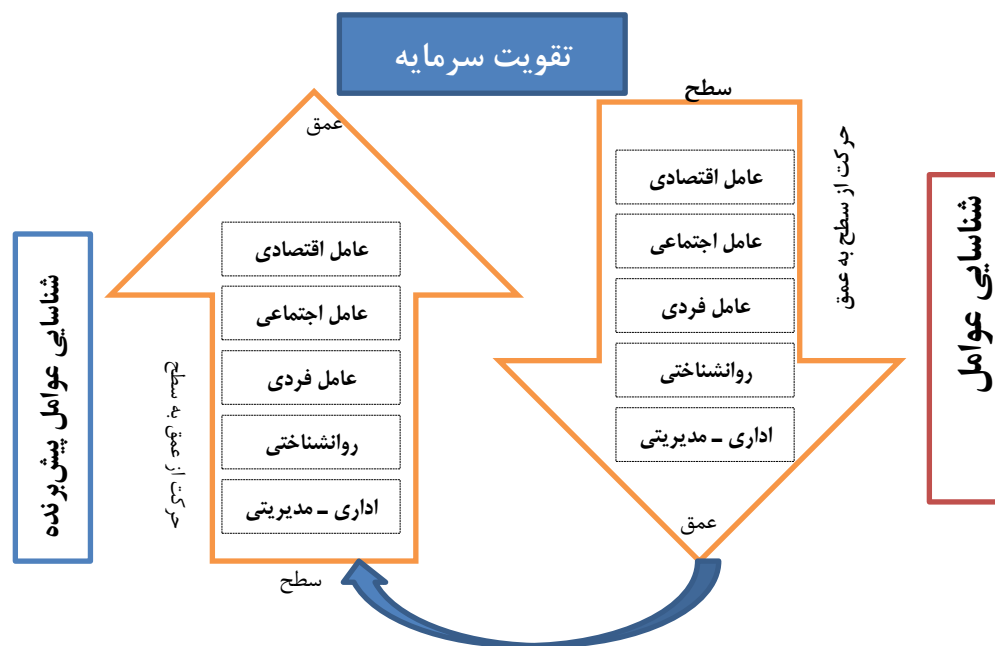 تقویت سرمایه
سطح
عامل اقتصادی
عامل اجتماعی
عامل فردی
روانشناختی
اداری ـ مدیریتی
عمق
حرکت از سطح به عمق
شناسایی عوامل
عمق
عامل اقتصادی
عامل اجتماعی
عامل فردی
روانشناختی
اداری ـ مدیریتی
سطح
حرکت از عمق به سطح
شناسایی عوامل پیش‌برنده